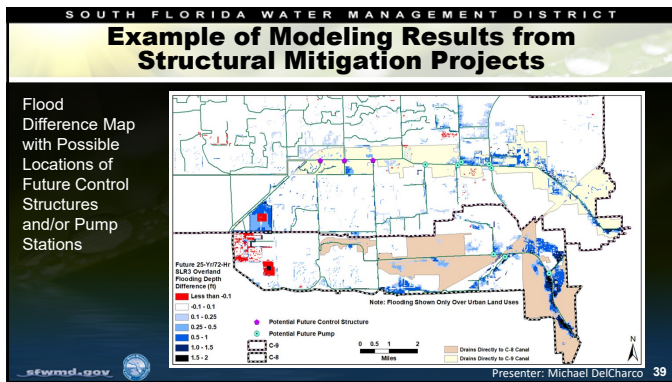 SOUTH FLORIDA WATER MANAGEMENT DISTRICT
Example of Modeling Results from
Structural Mitigation Projects
Flood
Difference Map
with Possible
Locations of
Future Control
Structures
and/or Pump
Stations
Future 25-Yr/72-Hr
SLR3 Overland
Flooding Depth
Difference (ft)
Less than -0.1
-0.1 - 0.1
0.1 - 0.25
0.25 - 0.5
0.5 - 1
1.0 - 1.5
1.5 - 2
Potential Future Control Structure
Potential Future Pump
C-9
C-8
Note: Flooding Shown Only Over Urban Land Uses
0 0.5 1 2
Miles
Drains Directly to C-8 Canal
Drains Directly to C-9 Canal
N
sfwmd.gov
Presenter: Michael DelCharco 39